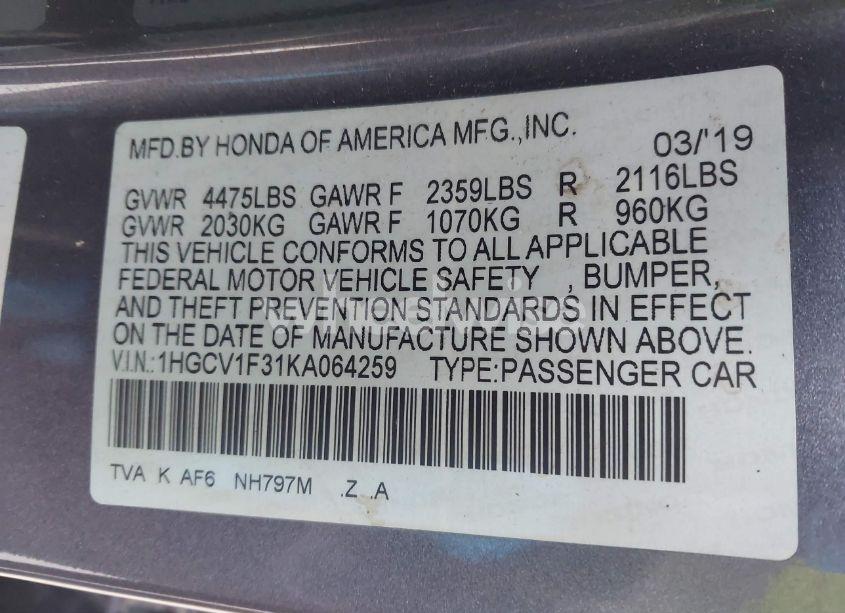 MFD.BY HONDA OF AMERICA MFG.,INC. 03/'19
GVWR 4475LBS GAWR F 2359LBS R 2116LBS
GVWR 2030KG GAWR F 1070KG R 960KG
THIS VEHICLE CONFORMS TO ALL APPLICABLE
FEDERAL MOTOR VEHICLE SAFETY , BUMPER,
AND THEFT PREVENTION STANDARDS IN EFFECT
ON THE DATE OF MANUFACTURE SHOWN ABOVE.
V.I.N.:1HGCV1F31KA064259 TYPE:PASSENGER CAR
TVA K AF6 NH797M .Z .A